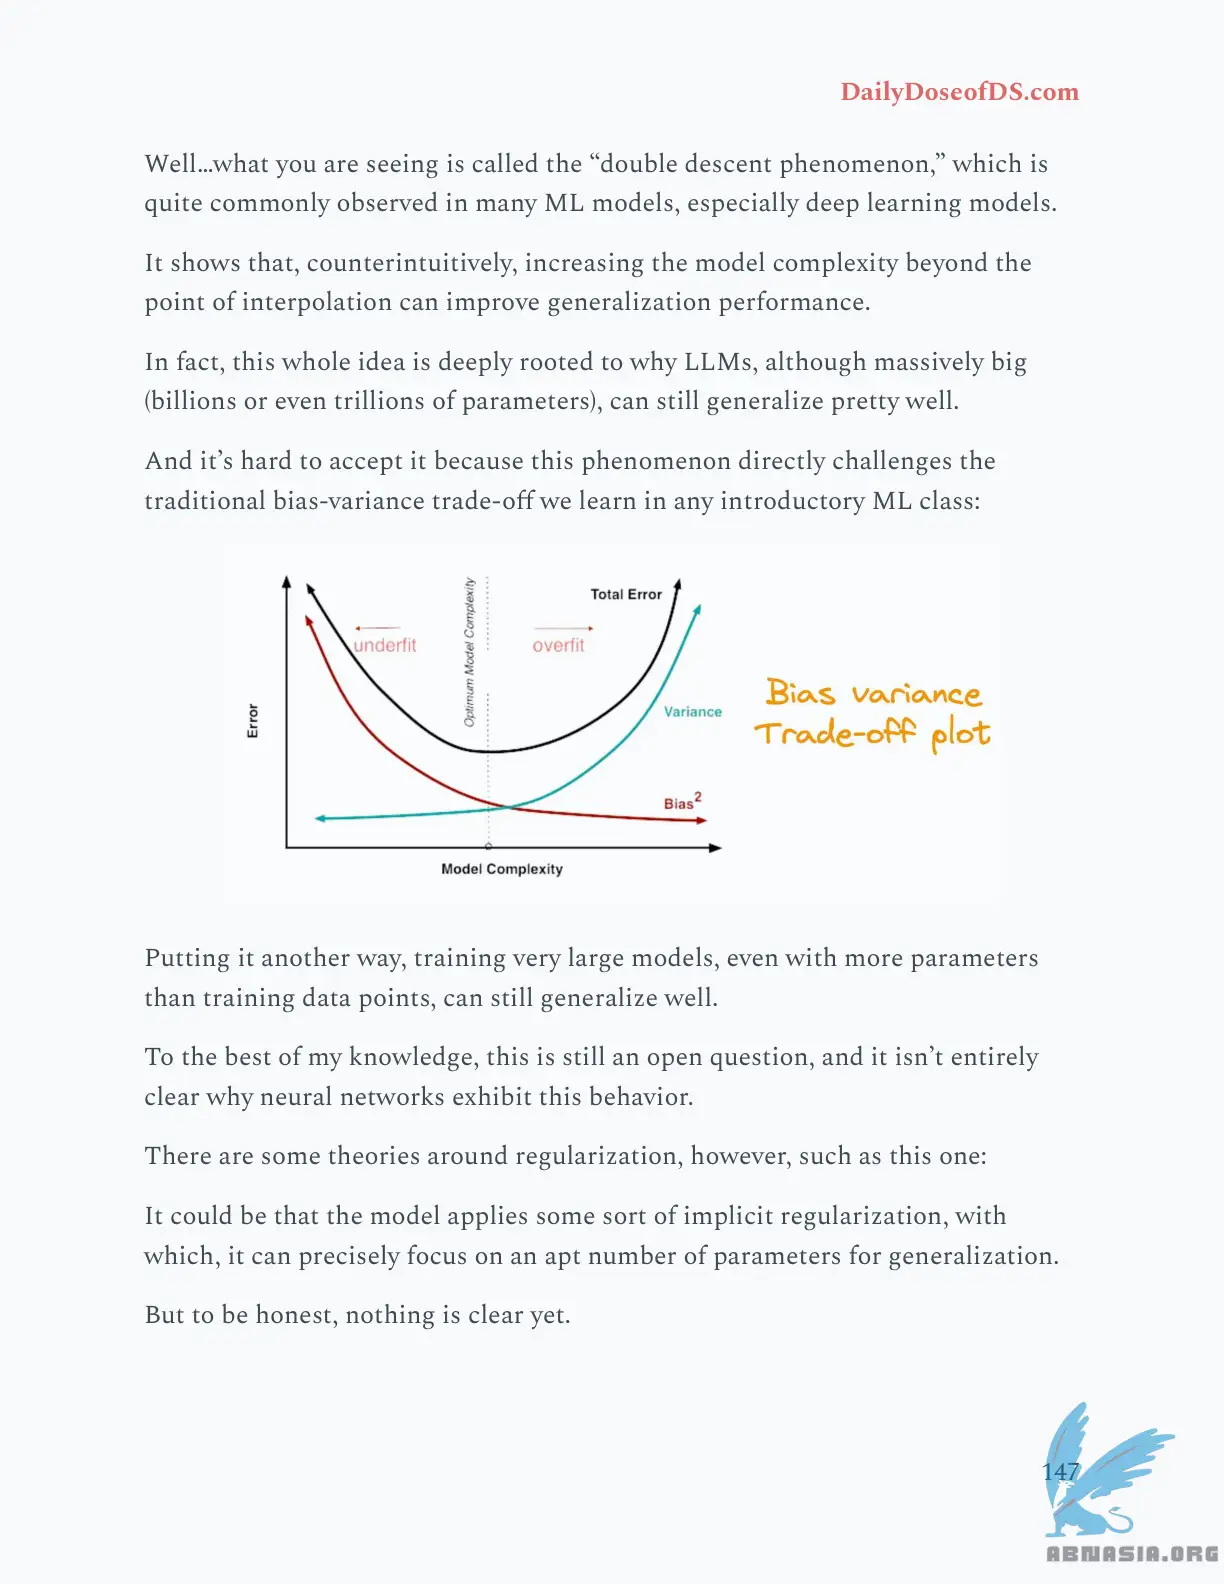 DailyDoseofDS.com
Well…what you are seeing is called the “double descent phenomenon,” which is
quite commonly observed in many ML models, especially deep learning models.
It shows that, counterintuitively, increasing the model complexity beyond the
point of interpolation can improve generalization performance.
In fact, this whole idea is deeply rooted to why LLMs, although massively big
(billions or even trillions of parameters), can still generalize pretty well.
And it’s hard to accept it because this phenomenon directly challenges the
traditional bias-variance trade-off we learn in any introductory ML class:
Error
Optimum Model Complexity
Total Error
underfit
overfit
Variance
Bias²
Model Complexity
Bias variance
Trade-off plot
Putting it another way, training very large models, even with more parameters
than training data points, can still generalize well.
To the best of my knowledge, this is still an open question, and it isn’t entirely
clear why neural networks exhibit this behavior.
There are some theories around regularization, however, such as this one:
It could be that the model applies some sort of implicit regularization, with
which, it can precisely focus on an apt number of parameters for generalization.
But to be honest, nothing is clear yet.
147
ABNASIA.ORG